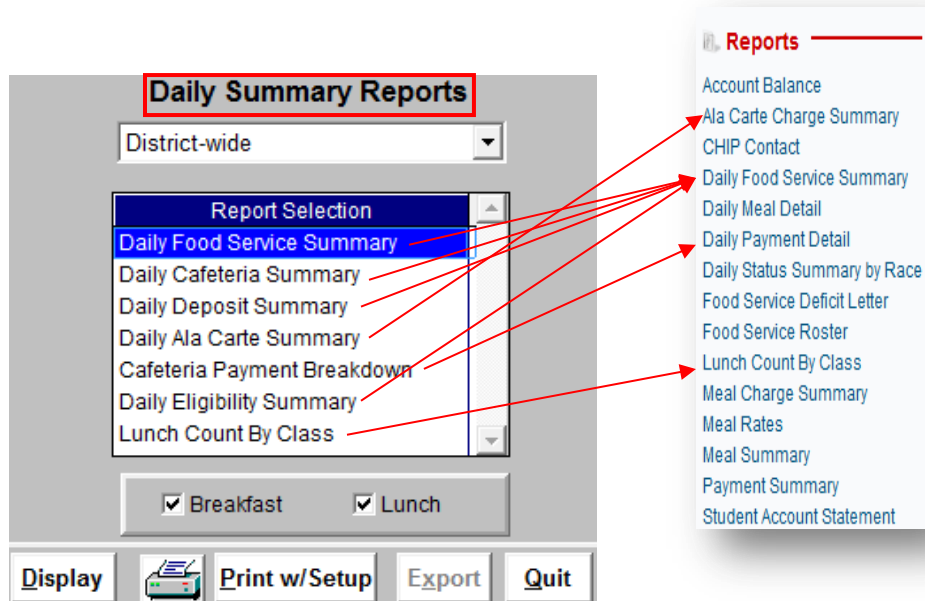 Daily Summary Reports
District-wide
Report Selection
Daily Food Service Summary
Daily Cafeteria Summary
Daily Deposit Summary
Daily Ala Carte Summary
Cafeteria Payment Breakdown
Daily Eligibility Summary
Lunch Count By Class
Breakfast Lunch
Display Print w/Setup Export Quit
Reports
Account Balance
Ala Carte Charge Summary
CHIP Contact
Daily Food Service Summary
Daily Meal Detail
Daily Payment Detail
Daily Status Summary by Race
Food Service Deficit Letter
Food Service Roster
Lunch Count By Class
Meal Charge Summary
Meal Rates
Meal Summary
Payment Summary
Student Account Statement